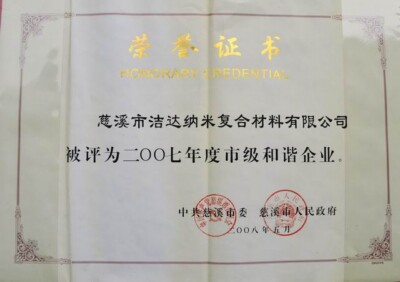 荣誉证书
HONORARY CREDENTIAL
慈溪市洁达纳米复合材料有限公司
被评为二〇〇七年度市级和谐企业。
中共慈溪市委 慈溪市人民政府
二〇〇八年五月